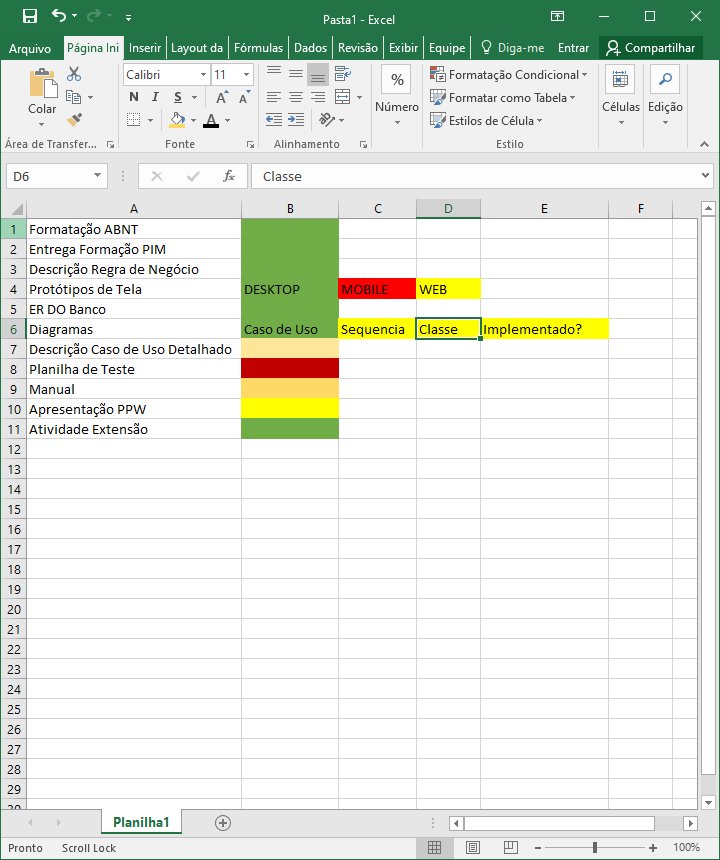 Pasta1 - Excel
Arquivo Página Ini Inserir Layout da Fórmulas Dados Revisão Exibir Equipe Diga-me Entrar Compartilhar
Colar
Calibri 11
N I S A A
A
Área de Transfer...
Fonte
Alinhamento
%
Número
Formatação Condicional
Formatar como Tabela
Estilos de Célula
Estilo
Células
Edição
D6 fx Classe
A B C D E F
1 Formatação ABNT
2 Entrega Formação PIM
3 Descrição Regra de Negócio
4 Protótipos de Tela DESKTOP MOBILE WEB
5 ER DO Banco
6 Diagramas Caso de Uso Sequencia Classe Implementado?
7 Descrição Caso de Uso Detalhado
8 Planilha de Teste
9 Manual
10 Apresentação PPW
11 Atividade Extensão
12
13
14
15
16
17
18
19
20
21
22
23
24
25
26
27
28
29
Planilha1
Pronto Scroll Lock 100%